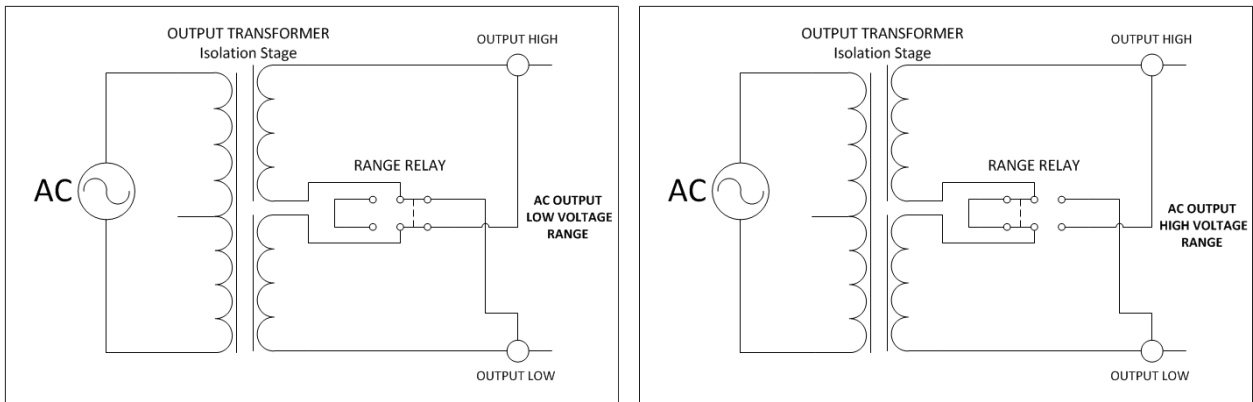 OUTPUT TRANSFORMER
Isolation Stage
OUTPUT HIGH
AC
RANGE RELAY
AC OUTPUT
LOW VOLTAGE
RANGE
OUTPUT LOW
OUTPUT TRANSFORMER
Isolation Stage
OUTPUT HIGH
AC
RANGE RELAY
AC OUTPUT
HIGH VOLTAGE
RANGE
OUTPUT LOW